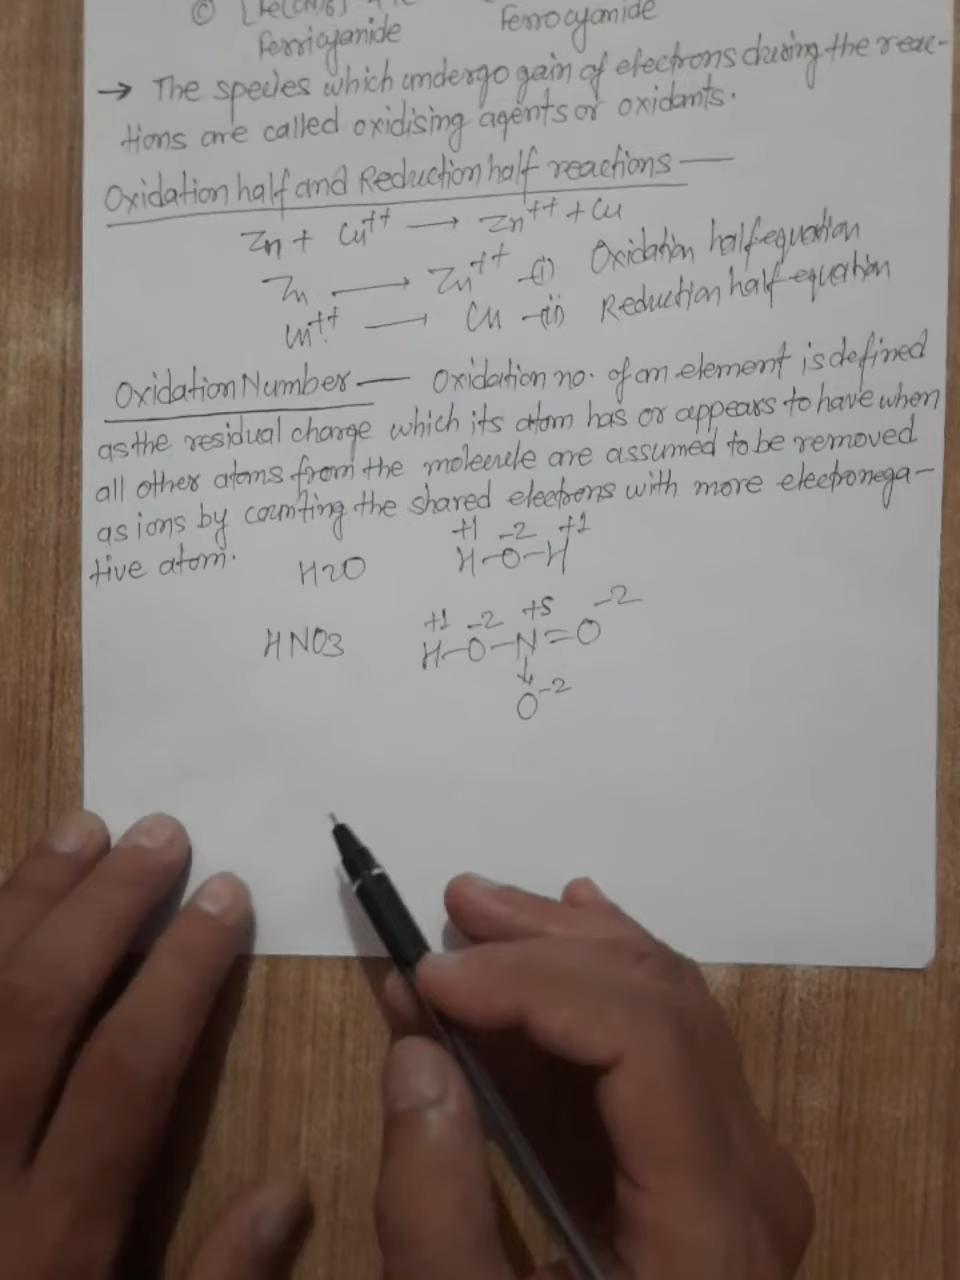 © [Fe(CN)6]
Ferricyanide Ferrocyanide
→ The species which undergo gain of electrons during the reac-
tions are called oxidising agents or oxidants.
Oxidation half and Reduction half reactions —
Zn + Cu++ → Zn++ + Cu
Zn → Zn++ -(i) Oxidation half equation
Cu++ → Cu -(ii) Reduction half equation
Oxidation Number — Oxidation no. of an element is defined
as the residual charge which its atom has or appears to have when
all other atoms from the molecule are assumed to be removed
as ions by counting the shared electrons with more electronega-
tive atom.
+1 -2 +1
H2O H-O-H
+1 -2 +5 -2
HNO3 H-O-N=O
↓
O-2